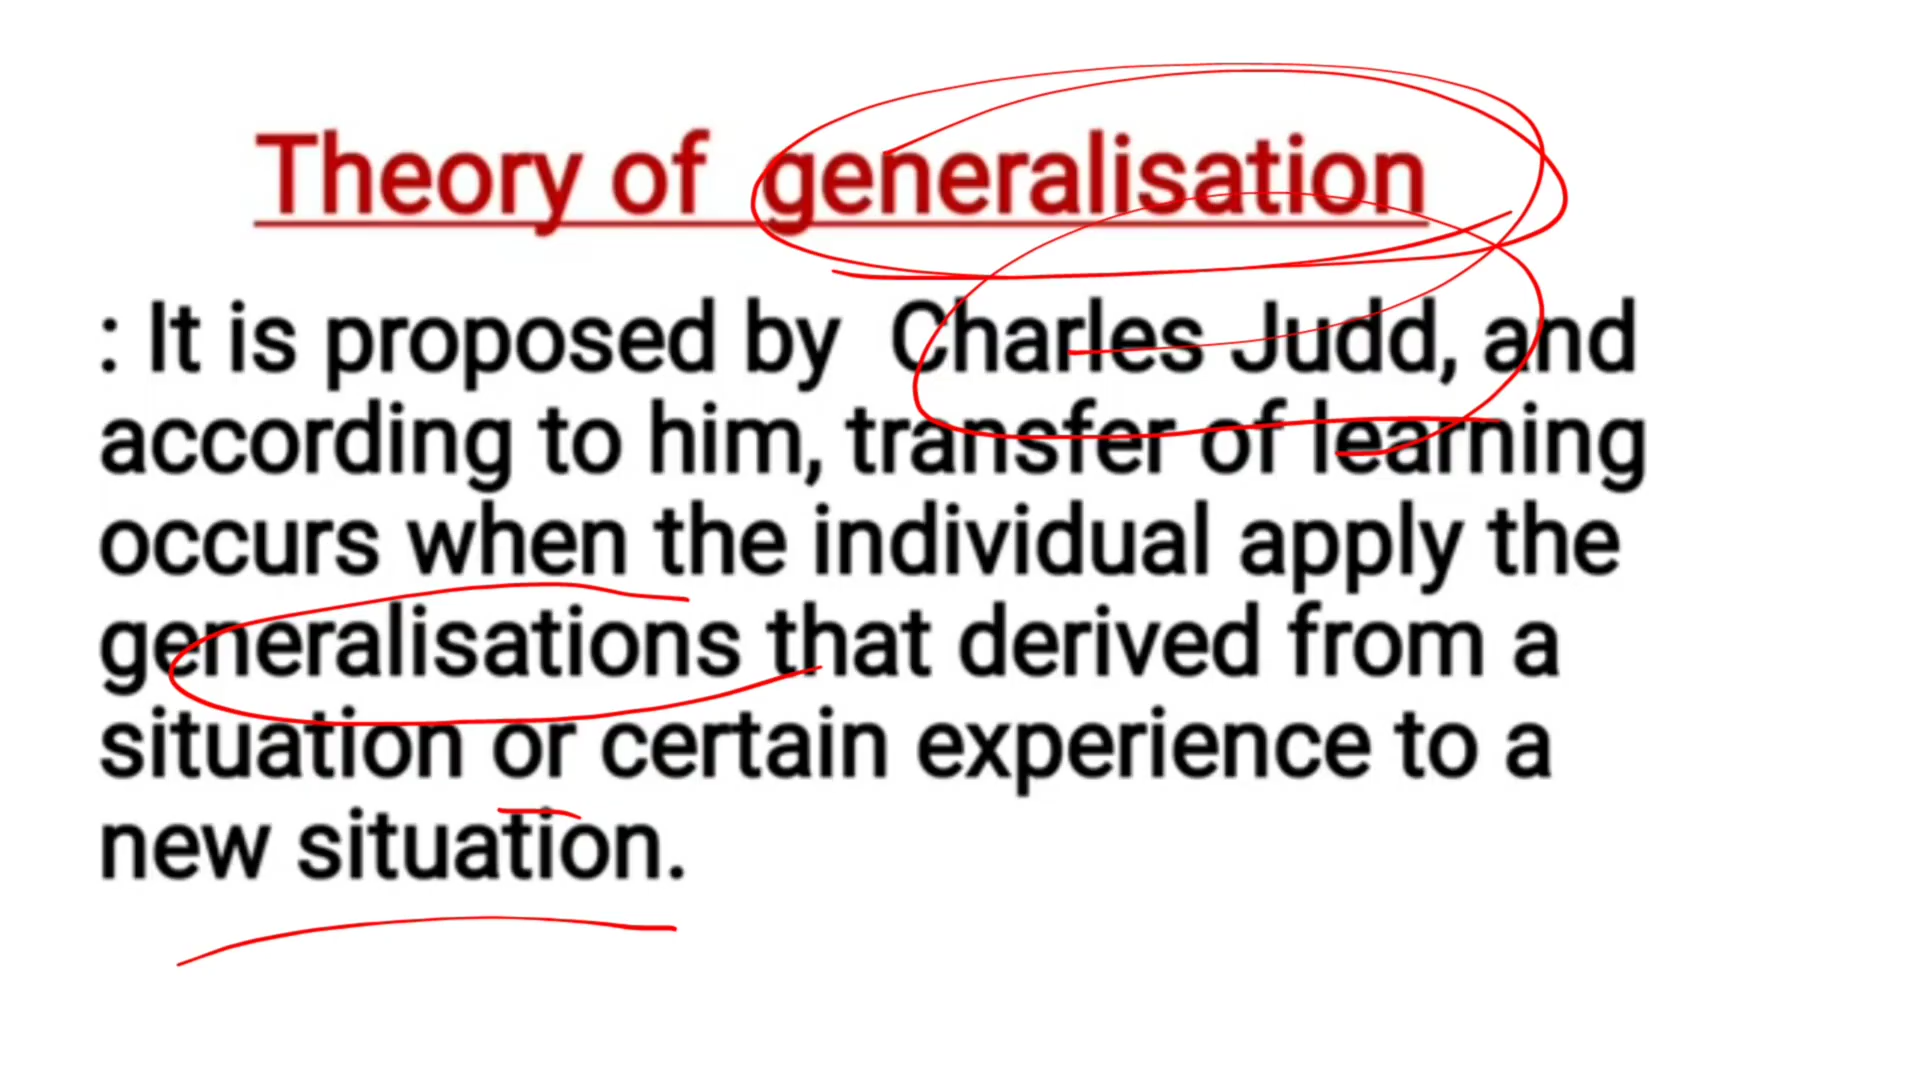 Theory of generalisation
: It is proposed by Charles Judd, and
according to him, transfer of learning
occurs when the individual apply the
generalisations that derived from a
situation or certain experience to a
new situation.